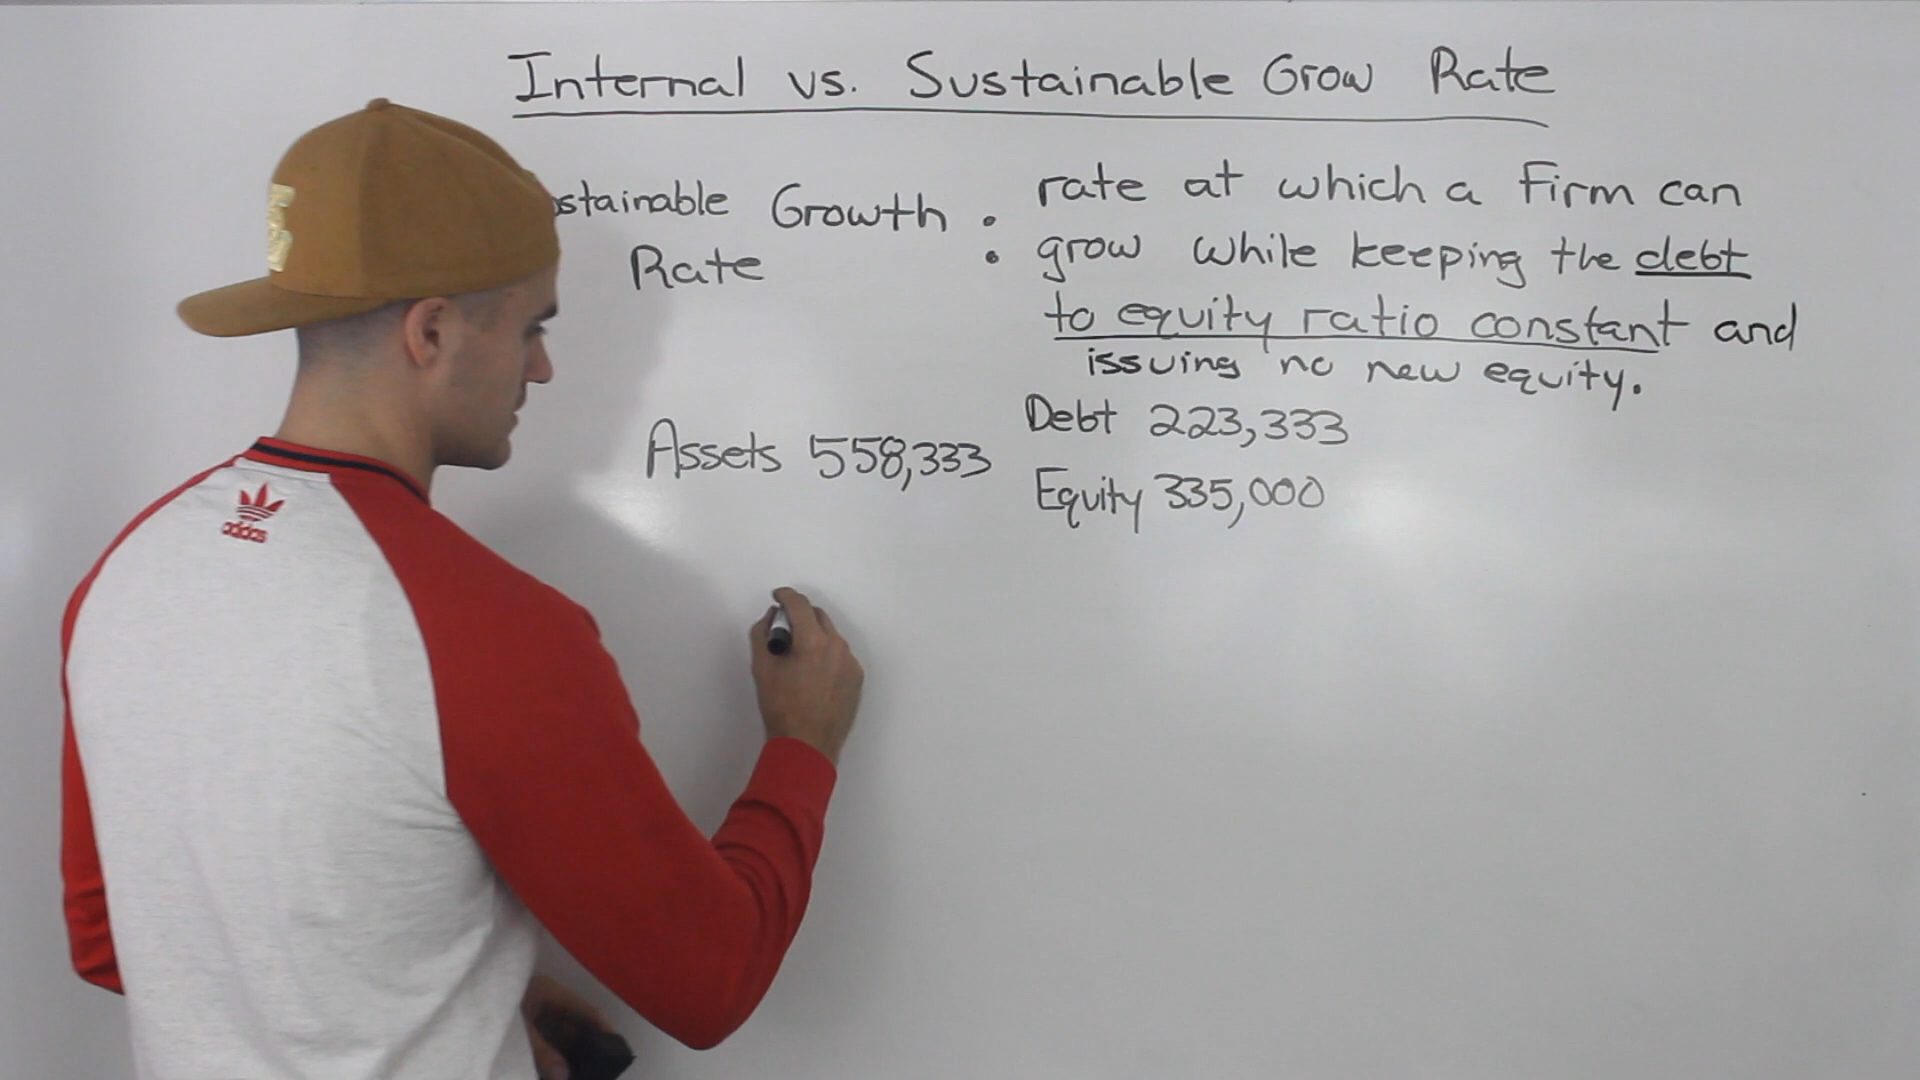 Internal vs. Sustainable Grow Rate
stainable Growth :
Rate
rate at which a firm can
grow while keeping the debt
to equity ratio constant and
issuing no new equity.
Assets 558,333
Debt 223,333
Equity 335,000
adidas